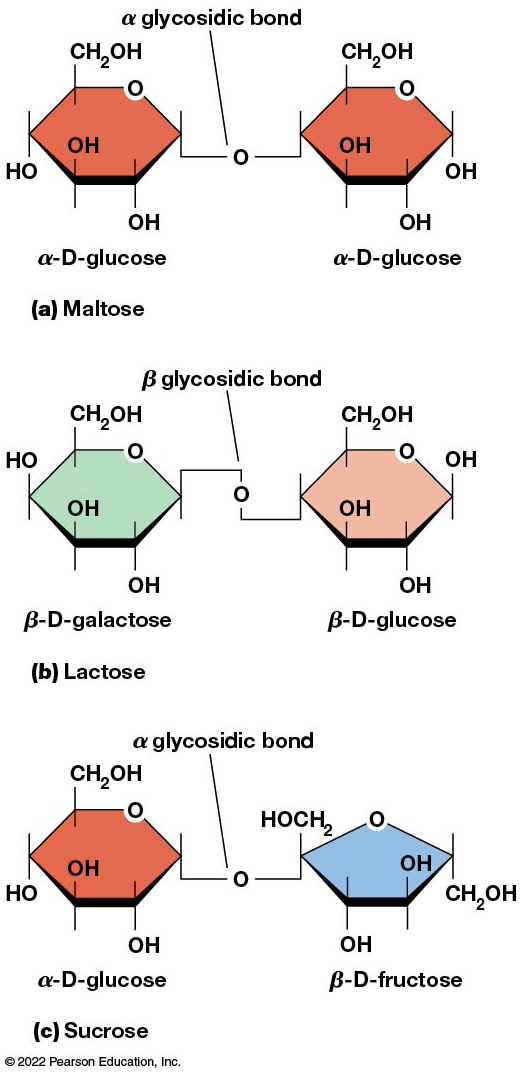 α glycosidic bond
CH₂OH CH₂OH
O O
OH OH
HO O OH
OH OH
α-D-glucose α-D-glucose
(a) Maltose
β glycosidic bond
CH₂OH CH₂OH
HO O O OH
O
OH OH
OH OH
β-D-galactose β-D-glucose
(b) Lactose
α glycosidic bond
CH₂OH
O HOCH₂ O
OH OH
HO O CH₂OH
OH OH
α-D-glucose β-D-fructose
(c) Sucrose
© 2022 Pearson Education, Inc.